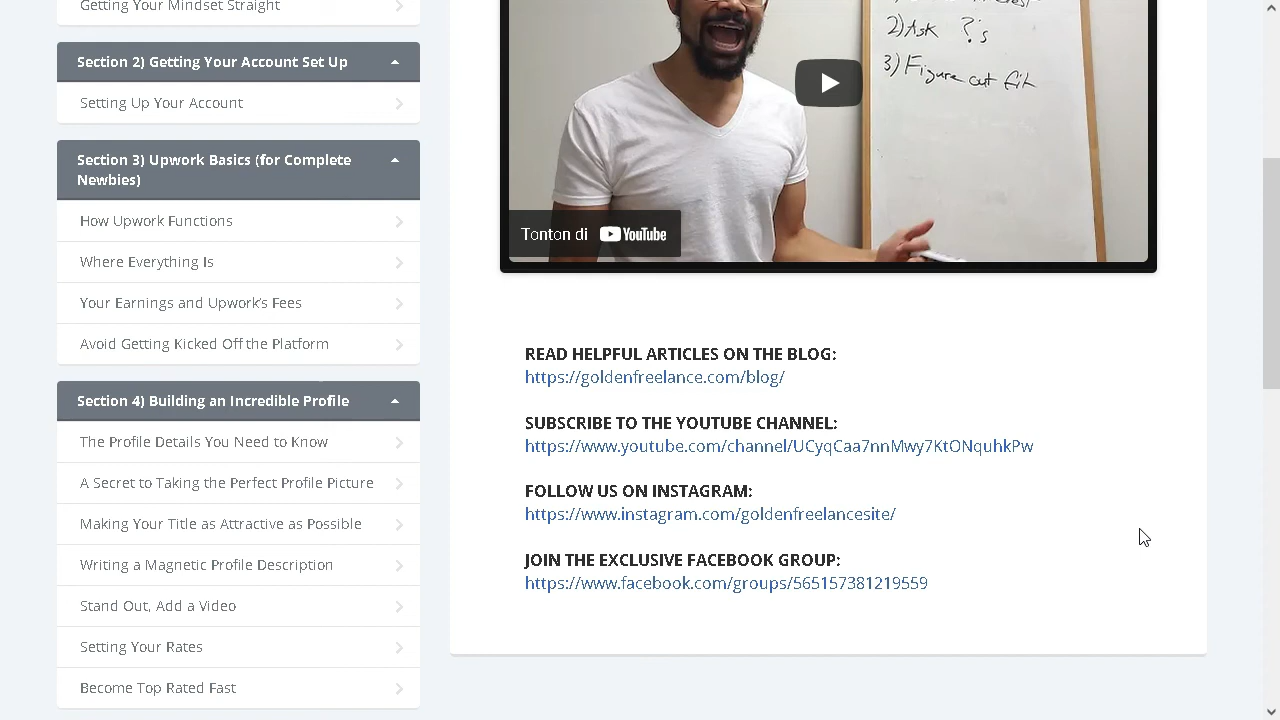 Getting Your Mindset Straight
Section 2) Getting Your Account Set Up
Setting Up Your Account
Section 3) Upwork Basics (for Complete
Newbies)
How Upwork Functions
Where Everything Is
Your Earnings and Upwork's Fees
Avoid Getting Kicked Off the Platform
Section 4) Building an Incredible Profile
The Profile Details You Need to Know
A Secret to Taking the Perfect Profile Picture
Making Your Title as Attractive as Possible
Writing a Magnetic Profile Description
Stand Out, Add a Video
Setting Your Rates
Become Top Rated Fast
2) Ask ?'s
3) Figure out fit
Tonton di YouTube
READ HELPFUL ARTICLES ON THE BLOG:
https://goldenfreelance.com/blog/
SUBSCRIBE TO THE YOUTUBE CHANNEL:
https://www.youtube.com/channel/UCyqCaa7nnMwy7KtONquhkPw
FOLLOW US ON INSTAGRAM:
https://www.instagram.com/goldenfreelancesite/
JOIN THE EXCLUSIVE FACEBOOK GROUP:
https://www.facebook.com/groups/565157381219559